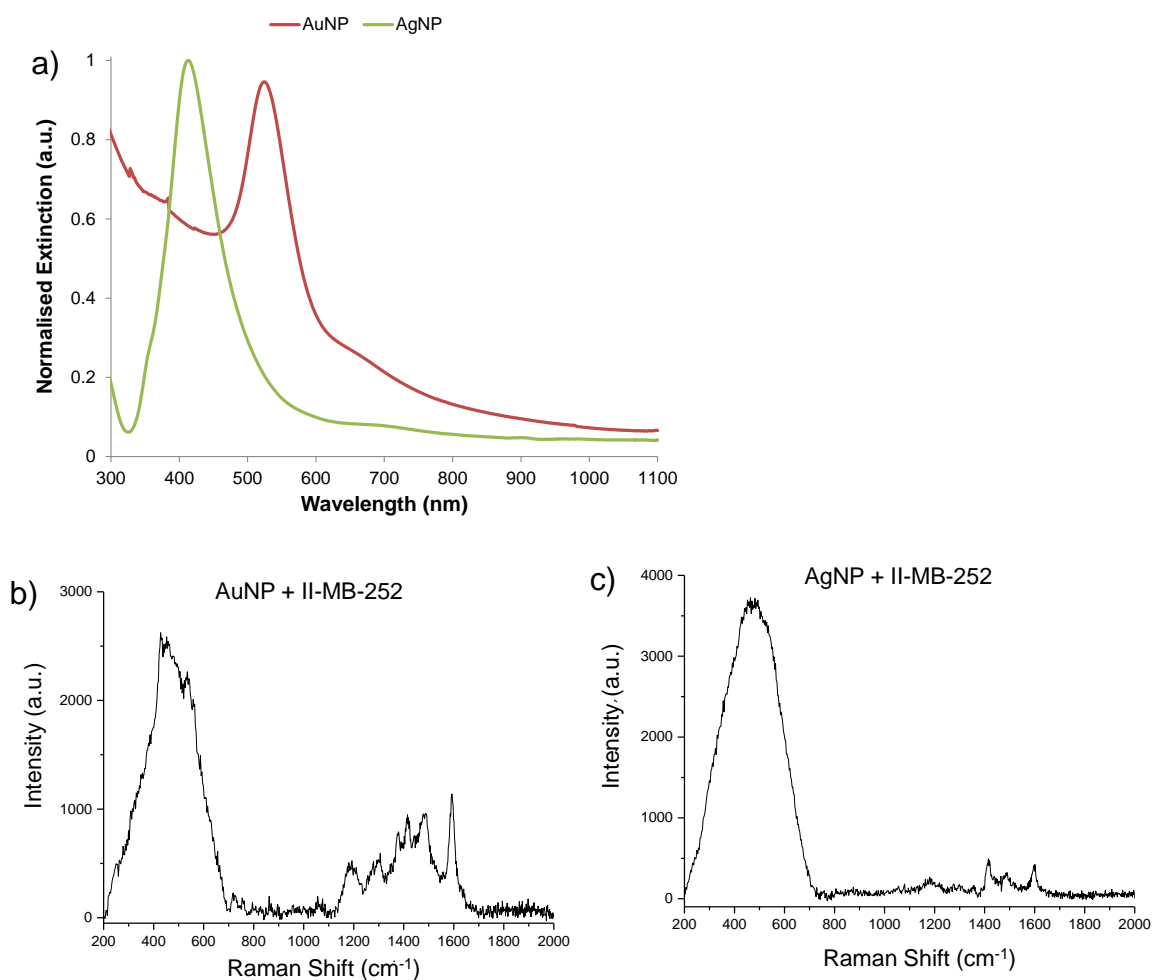 AuNP AgNP
a)
Normalised Extinction (a.u.)
1
0.8
0.6
0.4
0.2
0
300 400 500 600 700 800 900 1000 1100
Wavelength (nm)
b)
AuNP + II-MB-252
Intensity (a.u.)
3000
2000
1000
0
200 400 600 800 1000 1200 1400 1600 1800 2000
Raman Shift (cm-1)
c)
AgNP + II-MB-252
Intensity (a.u.)
4000
3000
2000
1000
0
200 400 600 800 1000 1200 1400 1600 1800 2000
Raman Shift (cm-1)